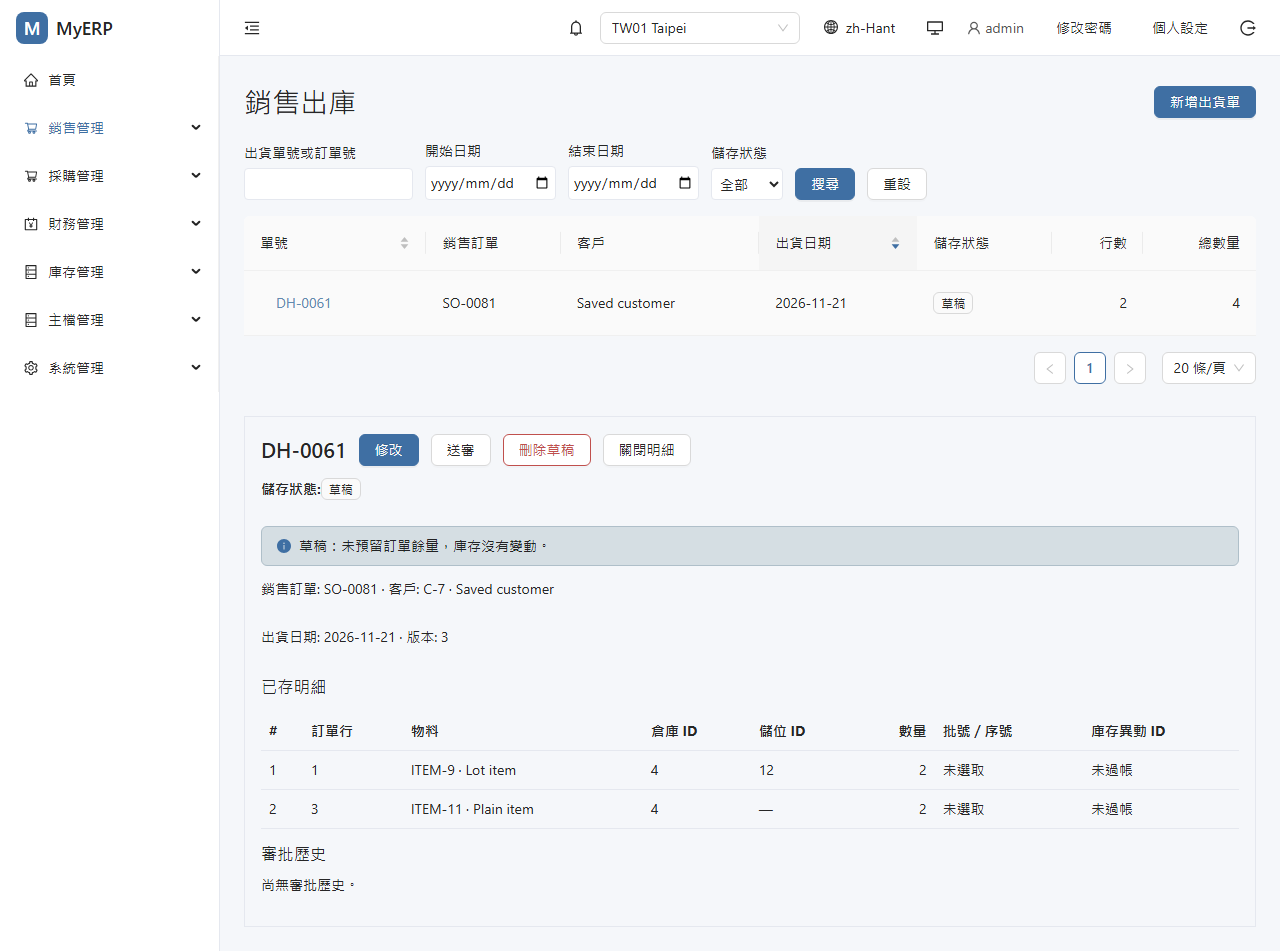 M MyERP
TW01 Taipei
zh-Hant
admin
修改密碼
個人設定
首頁
銷售管理
採購管理
財務管理
庫存管理
主檔管理
系統管理
銷售出庫
新增出貨單
出貨單號或訂單號 開始日期 結束日期 儲存狀態
yyyy/mm/dd yyyy/mm/dd 全部 搜尋 重設
單號 銷售訂單 客戶 出貨日期 儲存狀態 行數 總數量
DH-0061 SO-0081 Saved customer 2026-11-21 草稿 2 4
< 1 > 20 條/頁
DH-0061 修改 送審 刪除草稿 關閉明細
儲存狀態: 草稿
草稿：未預留訂單餘量，庫存沒有變動。
銷售訂單: SO-0081 · 客戶: C-7 · Saved customer
出貨日期: 2026-11-21 · 版本: 3
已存明細
# 訂單行 物料 倉庫 ID 儲位 ID 數量 批號 / 序號 庫存異動 ID
1 1 ITEM-9 · Lot item 4 12 2 未選取 未過帳
2 3 ITEM-11 · Plain item 4 — 2 未選取 未過帳
審批歷史
尚無審批歷史。